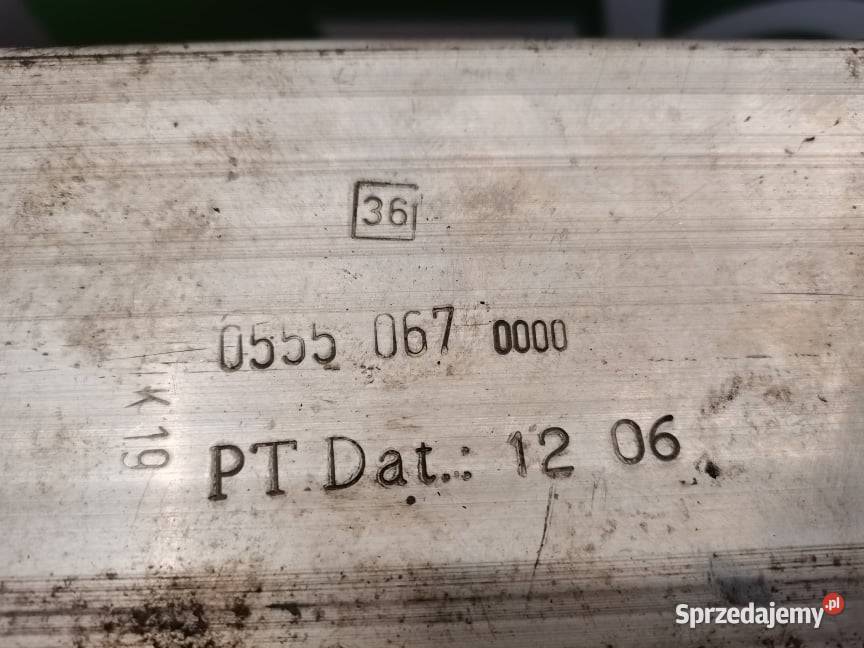 36
0555 067 0000
K 19
PT.Dat.: 12 06
Sprzedajemy.pl